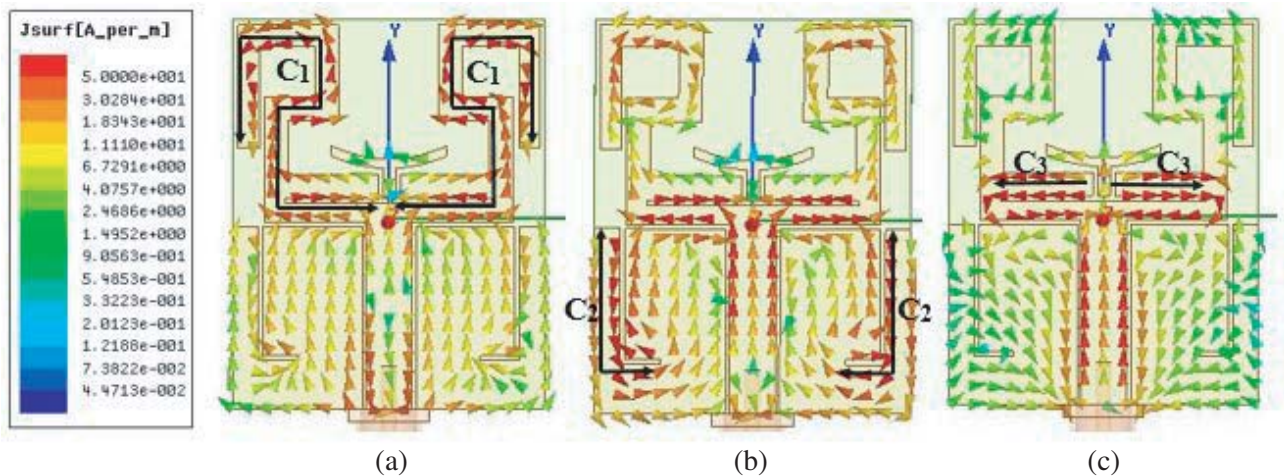 Jsurf[A_per_m]
5.0000e+001
3.0284e+001
1.8343e+001
1.1110e+001
6.7291e+000
4.0757e+000
2.4686e+000
1.4952e+000
9.0563e-001
5.4853e-001
3.3223e-001
2.0123e-001
1.2188e-001
7.3822e-002
4.4713e-002
Y Y Y
C1 C1
C3 C3
C2 C2
(a) (b) (c)